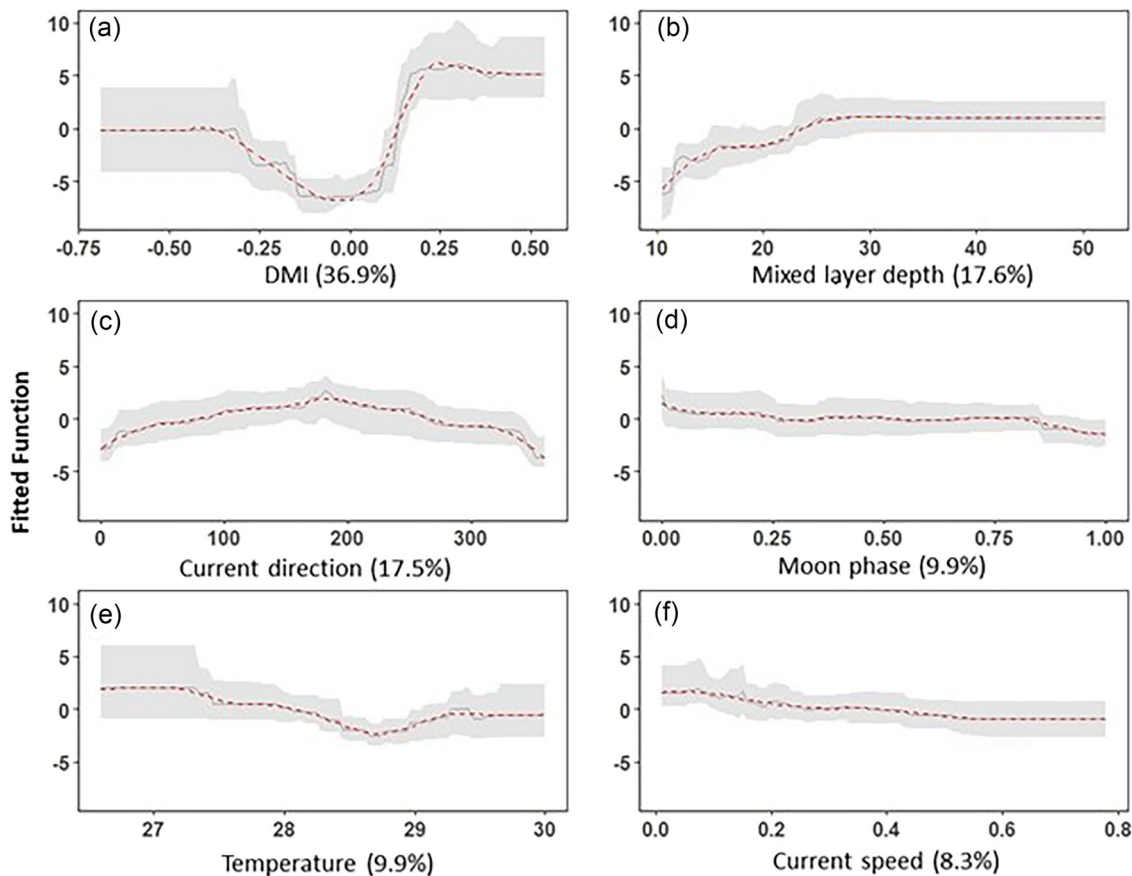 Fitted Function
(a)
10
5
0
-5
-0.75 -0.50 -0.25 0.00 0.25 0.50
DMI (36.9%)
(b)
10
5
0
-5
10 20 30 40 50
Mixed layer depth (17.6%)
(c)
10
5
0
-5
0 100 200 300
Current direction (17.5%)
(d)
10
5
0
-5
0.00 0.25 0.50 0.75 1.00
Moon phase (9.9%)
(e)
10
5
0
-5
27 28 29 30
Temperature (9.9%)
(f)
10
5
0
-5
0.0 0.2 0.4 0.6 0.8
Current speed (8.3%)